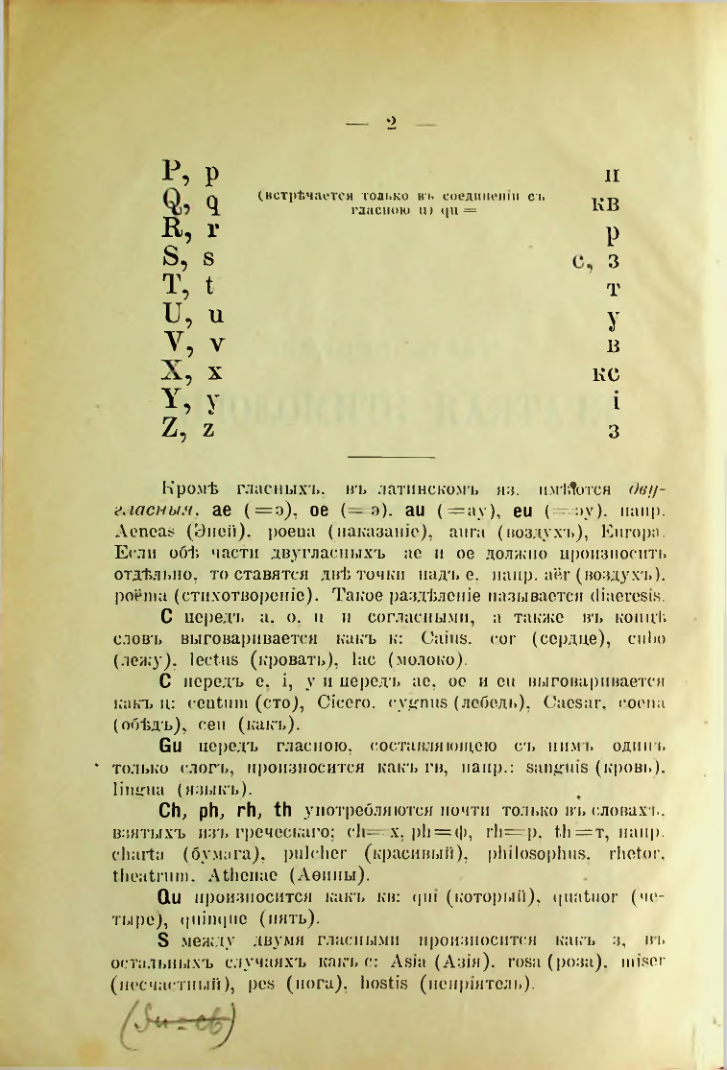 — 2 —
P, p п
Q, q (встрѣчается только въ соединеніи съ гласною u) qu = кв
R, r р
S, s с, з
T, t т
U, u у
V, v в
X, x кс
Y, y і
Z, z з
Кромѣ гласныхъ, въ латинскомъ яз. имѣются дву-
гласныя, ae (=э), oe (=э), au (=ау), eu (=эу), напр.
Aeneas (Эней), poena (наказаніе), aura (воздухъ), Europa.
Если обѣ части двугласныхъ ae и oe должно произносить
отдѣльно, то ставятся двѣ точки надъ e, напр. aër (воздухъ),
poëma (стихотвореніе). Такое раздѣленіе называется diaeresis.
C передъ a, o, u и согласными, а также въ концѣ
словъ выговаривается какъ к: Caius, cor (сердце), cubo
(лежу), lectus (кровать), lac (молоко).
C передъ e, i, y и передъ ae, oe и eu выговаривается
какъ ц: centum (сто), Cicero, cygnus (лебедь), Caesar, coena
(обѣдъ), ceu (какъ).
Gu передъ гласною, составляющею съ нимъ одинъ
только слогъ, произносится какъ гв, напр.: sanguis (кровь),
lingua (языкъ).
Ch, ph, rh, th употребляются почти только въ словахъ,
взятыхъ изъ греческаго: ch=х, ph=ф, rh=р, th=т, напр.
charta (бумага), pulcher (красивый), philosophus, rhetor,
theatrum, Athenae (Аѳины).
Qu произносится какъ кв: qui (который), quatuor (че-
тыре), quinque (пять).
S между двумя гласными произносится какъ з, въ
остальныхъ случаяхъ какъ с: Asia (Азія), rosa (роза), miser
(несчастный), pes (нога), hostis (непріятель).